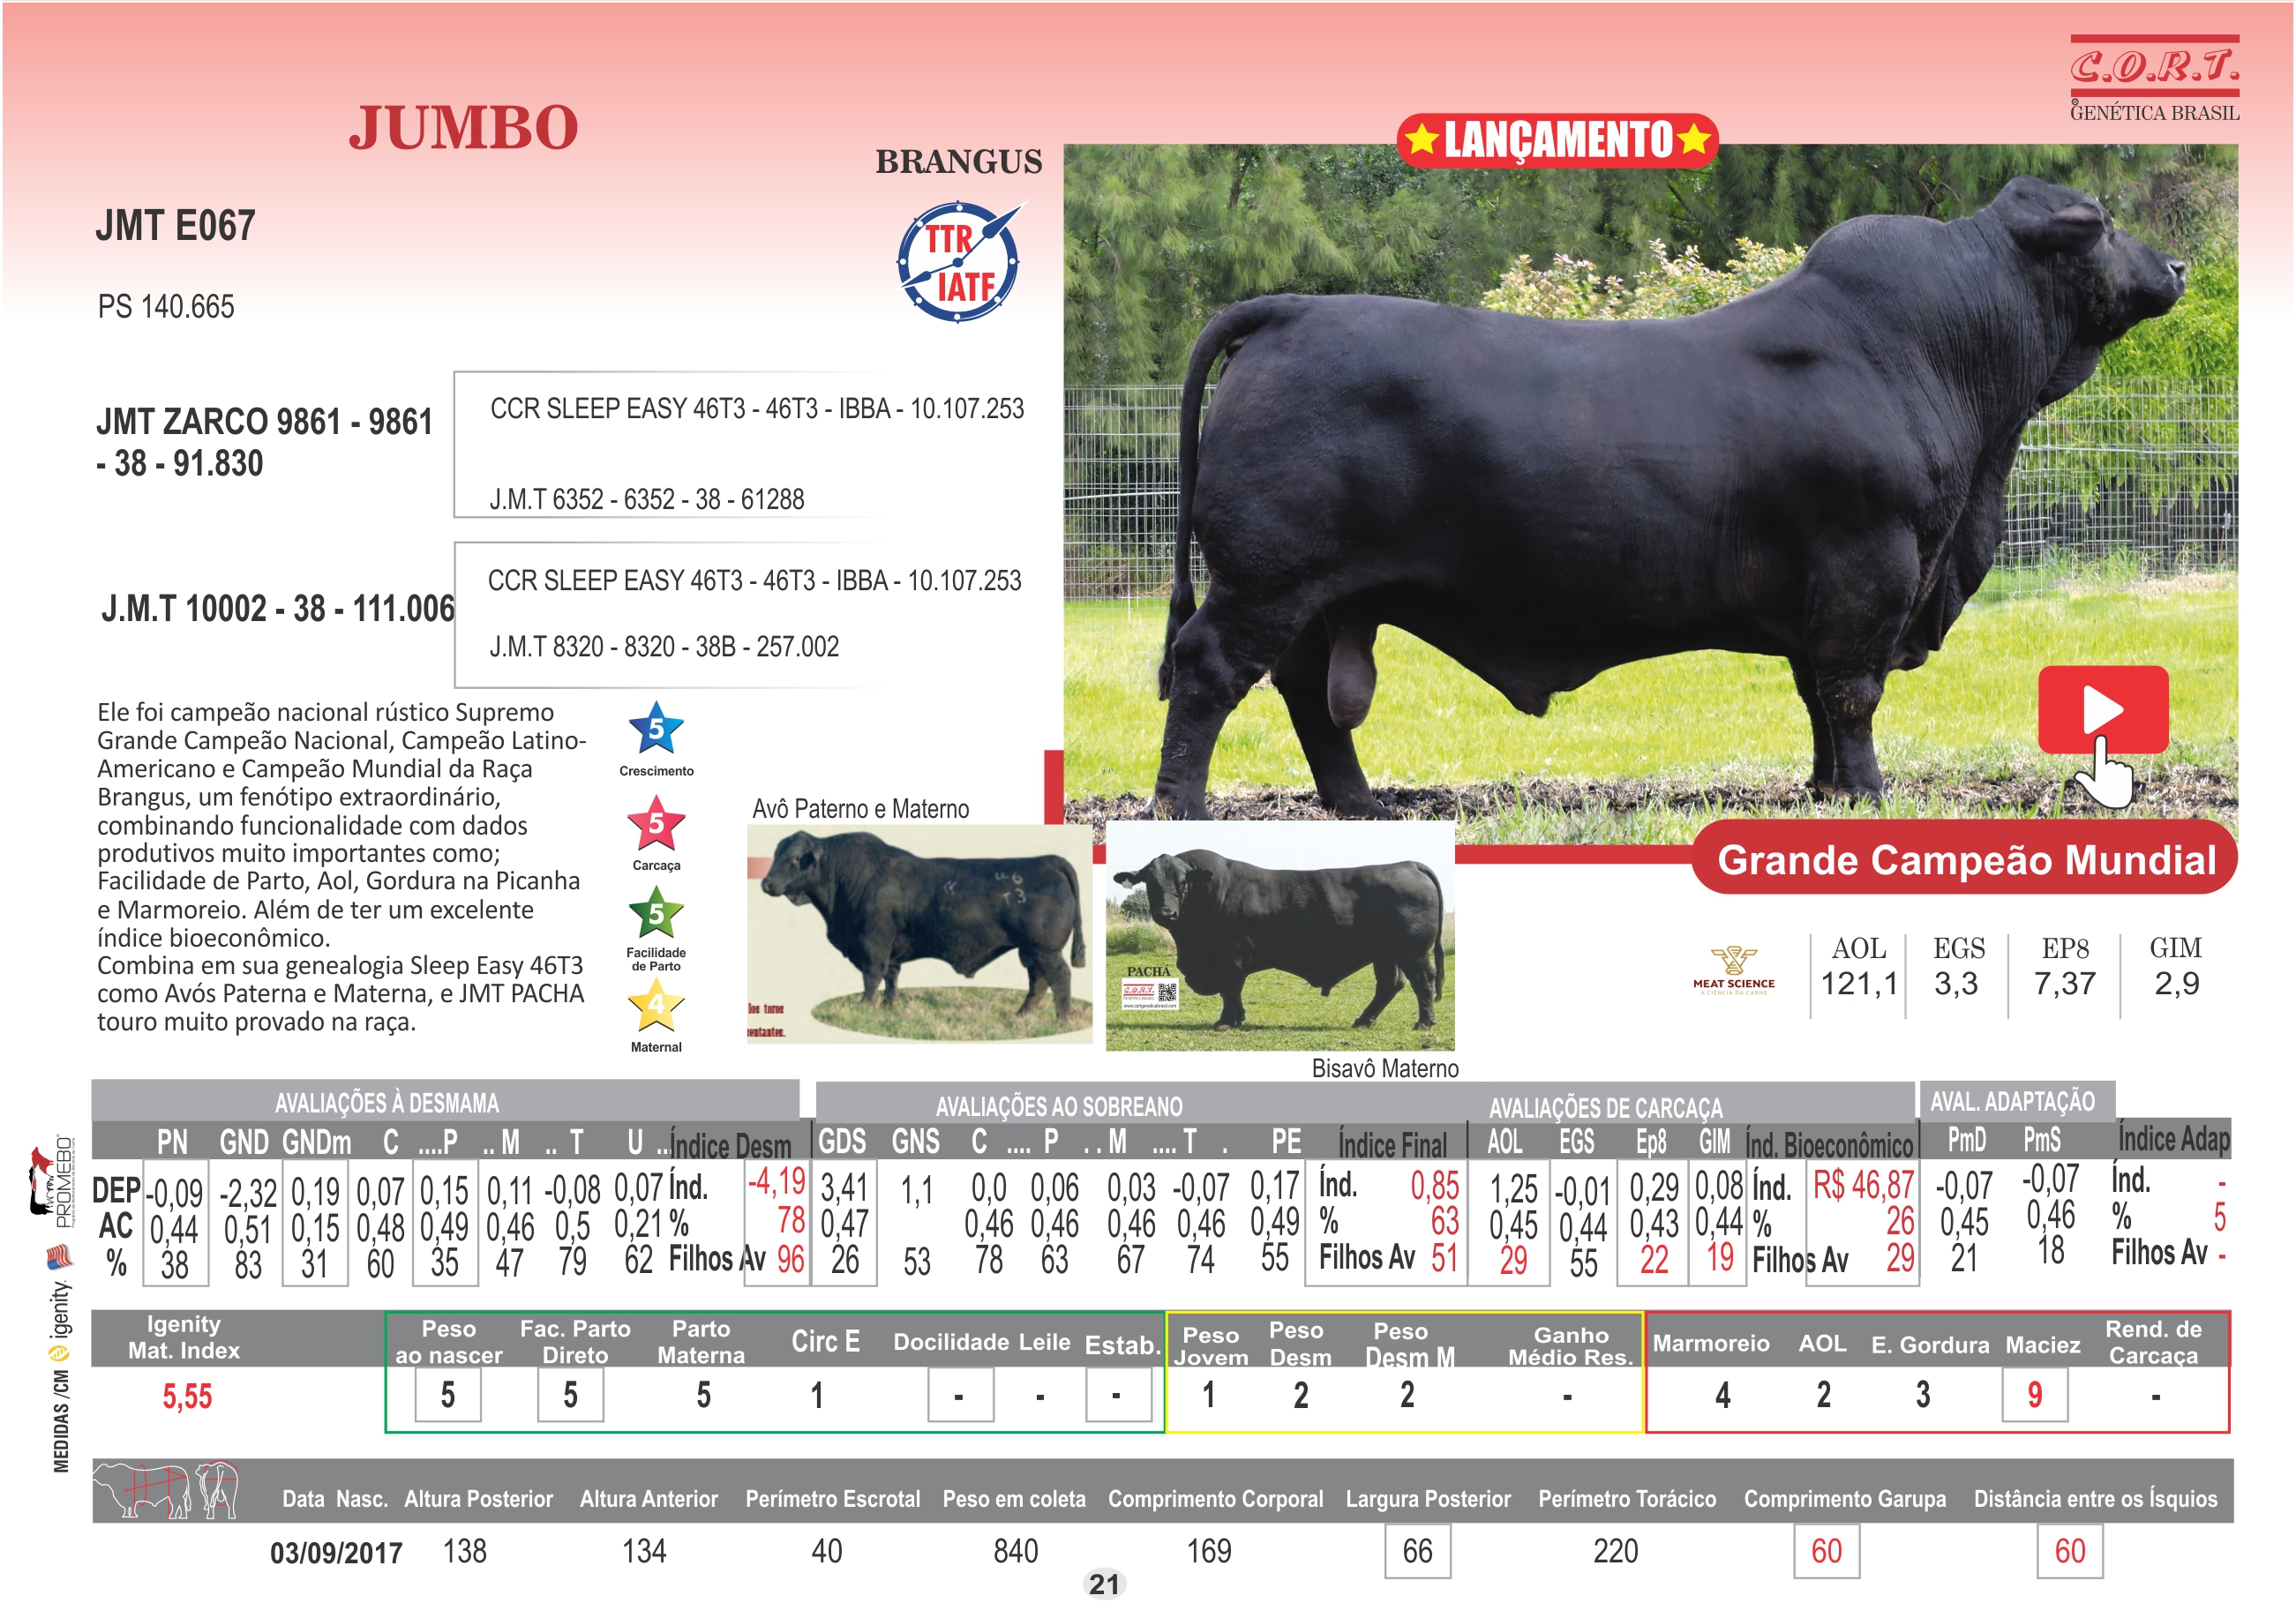 C.O.R.T.
GENÉTICA BRASIL
JUMBO
LANÇAMENTO
BRANGUS
JMT E067
TTR
IATF
PS 140.665
JMT ZARCO 9861 - 9861
- 38 - 91.830
CCR SLEEP EASY 46T3 - 46T3 - IBBA - 10.107.253
J.M.T 6352 - 6352 - 38 - 61288
J.M.T 10002 - 38 - 111.006
CCR SLEEP EASY 46T3 - 46T3 - IBBA - 10.107.253
J.M.T 8320 - 8320 - 38B - 257.002
Ele foi campeão nacional rústico Supremo
Grande Campeão Nacional, Campeão Latino-
Americano e Campeão Mundial da Raça
Brangus, um fenótipo extraordinário,
combinando funcionalidade com dados
produtivos muito importantes como;
Facilidade de Parto, Aol, Gordura na Picanha
e Marmoreio. Além de ter um excelente
índice bioeconômico.
Combina em sua genealogia Sleep Easy 46T3
como Avós Paterna e Materna, e JMT PACHA
touro muito provado na raça.
5
Crescimento
5
Carcaça
5
Facilidade
de Parto
4
Maternal
Avô Paterno e Materno
46
T3
los toros
PACHÁ
C.O.R.T.
Bisavô Materno
Grande Campeão Mundial
MEAT SCIENCE
A CIÊNCIA DA CARNE
AOL EGS EP8 GIM
121,1 3,3 7,37 2,9
AVALIAÇÕES À DESMAMA AVALIAÇÕES AO SOBREANO AVALIAÇÕES DE CARCAÇA AVAL. ADAPTAÇÃO
PN GND GNDm C ....P ..M .. T U ..Índice Desm GDS GNS C .... P ..M ....T . PE Índice Final AOL EGS Ep8 GIM Índ. Bioeconômico PmD PmS Índice Adap
DEP -0,09 -2,32 0,19 0,07 0,15 0,11 -0,08 0,07 Índ. -4,19 3,41 1,1 0,0 0,06 0,03 -0,07 0,17 Índ. 0,85 1,25 -0,01 0,29 0,08 Índ. R$ 46,87 -0,07 -0,07 Índ. -
AC 0,44 0,51 0,15 0,48 0,49 0,46 0,5 0,21 % 78 0,47 0,46 0,46 0,46 0,46 0,49 % 63 0,45 0,44 0,43 0,44 % 26 0,45 0,46 % 5
% 38 83 31 60 35 47 79 62 Filhos Av 96 26 53 78 63 67 74 55 Filhos Av 51 29 55 22 19 Filhos Av 29 21 18 Filhos Av -
PROMEBO
igenity
MEDIDAS /CM
Igenity
Mat. Index
Peso
ao nascer
Fac. Parto
Direto
Parto
Materna
Circ E
Docilidade
Leile
Estab.
Peso
Jovem
Peso
Desm
Peso
Desm M
Ganho
Médio Res.
Marmoreio
AOL
E. Gordura
Maciez
Rend. de
Carcaça
5,55 5 5 5 1 - - - 1 2 2 - 4 2 3 9 -
Data Nasc. Altura Posterior Altura Anterior Perímetro Escrotal Peso em coleta Comprimento Corporal Largura Posterior Perímetro Torácico Comprimento Garupa Distância entre os Ísquios
03/09/2017 138 134 40 840 169 66 220 60 60
21